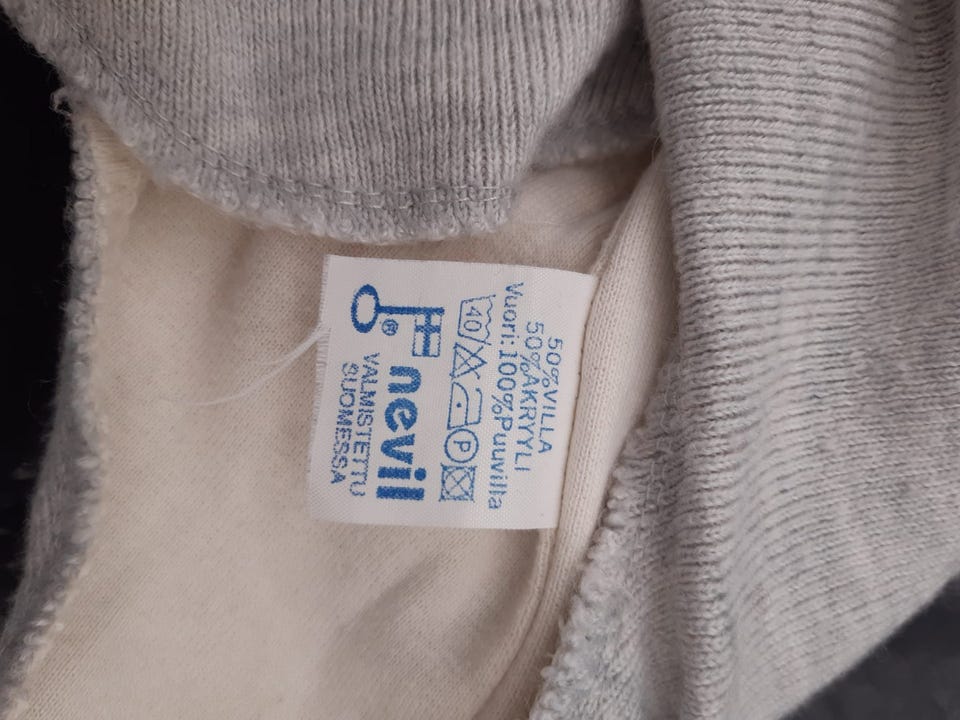 50%VILLA
50%AKRYYLI
Vuori:100%Puuvilla
40 P
® nevil
VALMISTETTU
SUOMESSA